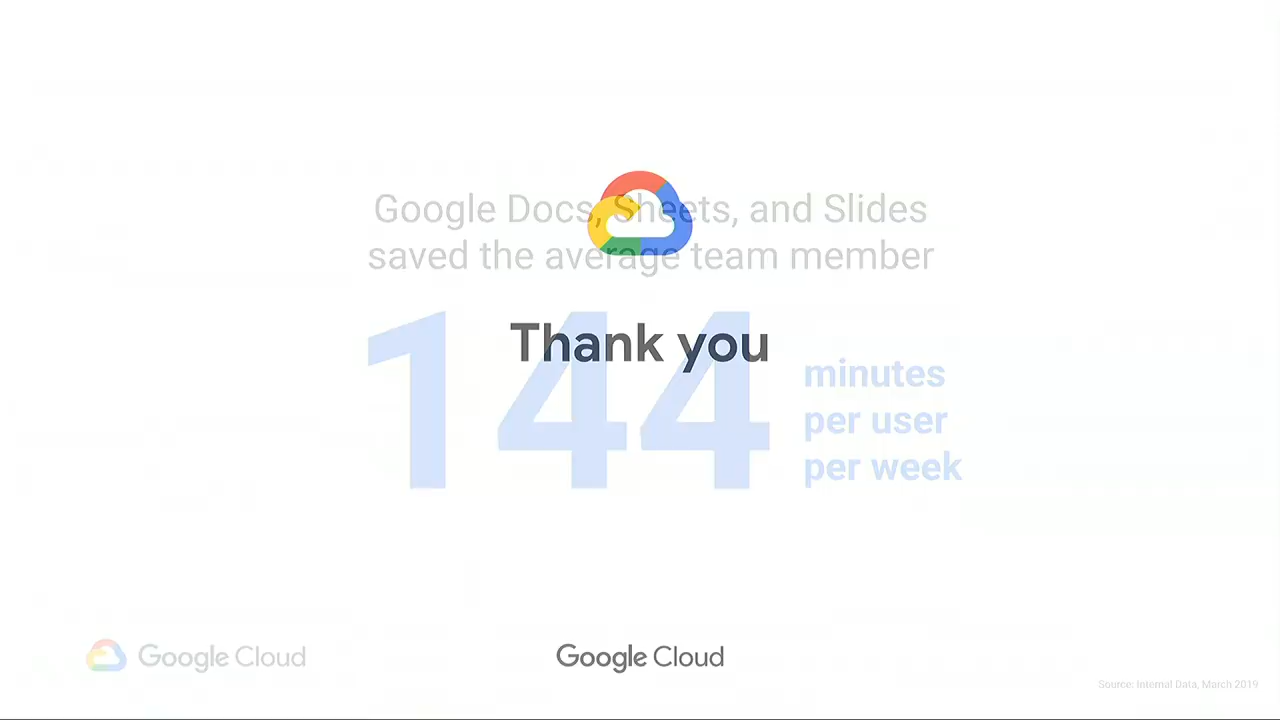 Google Docs, Sheets, and Slides
saved the average team member
Thank you
144
minutes
per user
per week
Google Cloud
Google Cloud
Source: Internal Data, March 2019